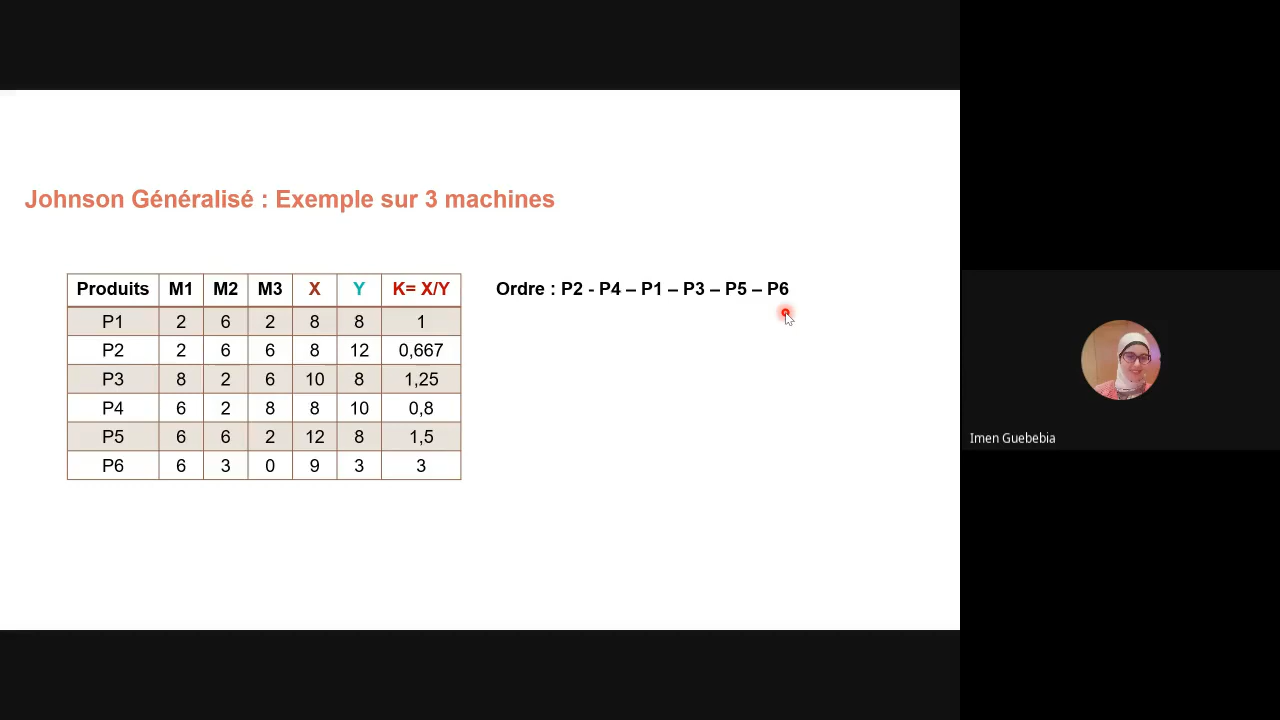 Johnson Généralisé : Exemple sur 3 machines
Produits M1 M2 M3 X Y K= X/Y
P1 2 6 2 8 8 1
P2 2 6 6 8 12 0,667
P3 8 2 6 10 8 1,25
P4 6 2 8 8 10 0,8
P5 6 6 2 12 8 1,5
P6 6 3 0 9 3 3
Ordre : P2 - P4 – P1 – P3 – P5 – P6
Imen Guebebia